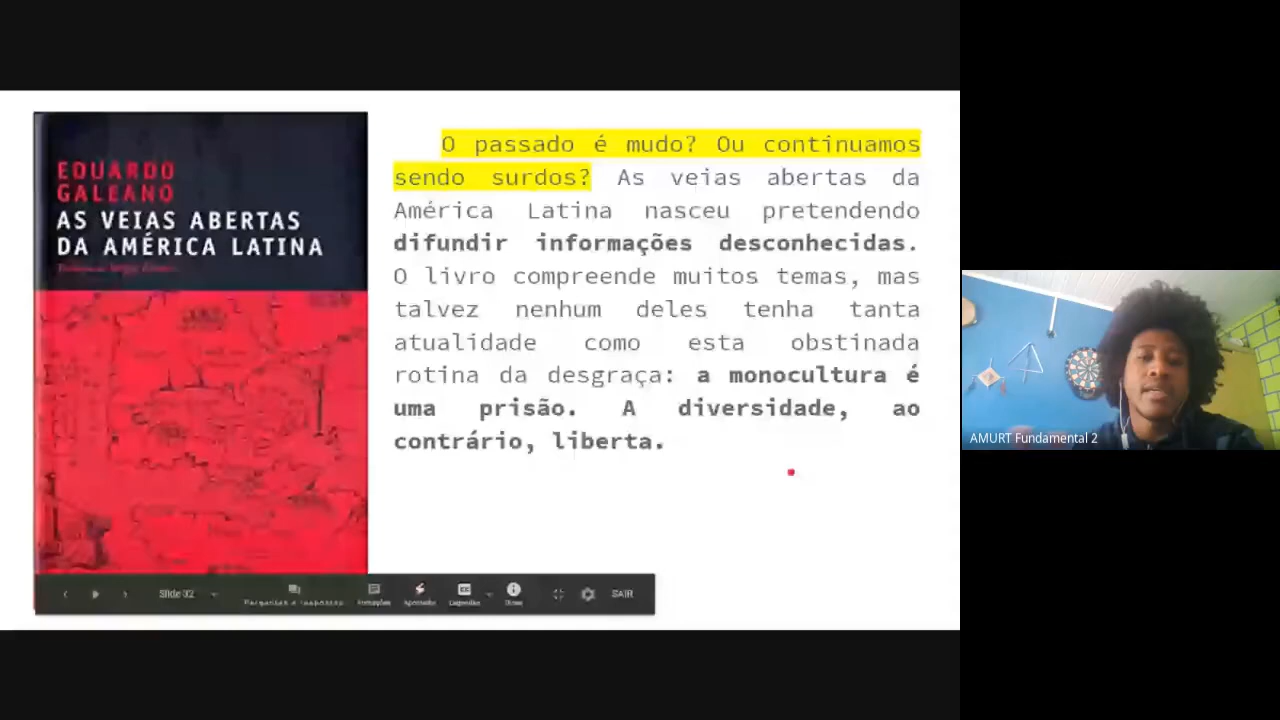 EDUARDO
GALEANO
AS VEIAS ABERTAS
DA AMÉRICA LATINA
O passado é mudo? Ou continuamos
sendo surdos? As veias abertas da
América Latina nasceu pretendendo
difundir informações desconhecidas.
O livro compreende muitos temas, mas
talvez nenhum deles tenha tanta
atualidade como esta obstinada
rotina da desgraça: a monocultura é
uma prisão. A diversidade, ao
contrário, liberta.
Slide 32
Perguntas e respostas
SAIR
AMURT Fundamental 2